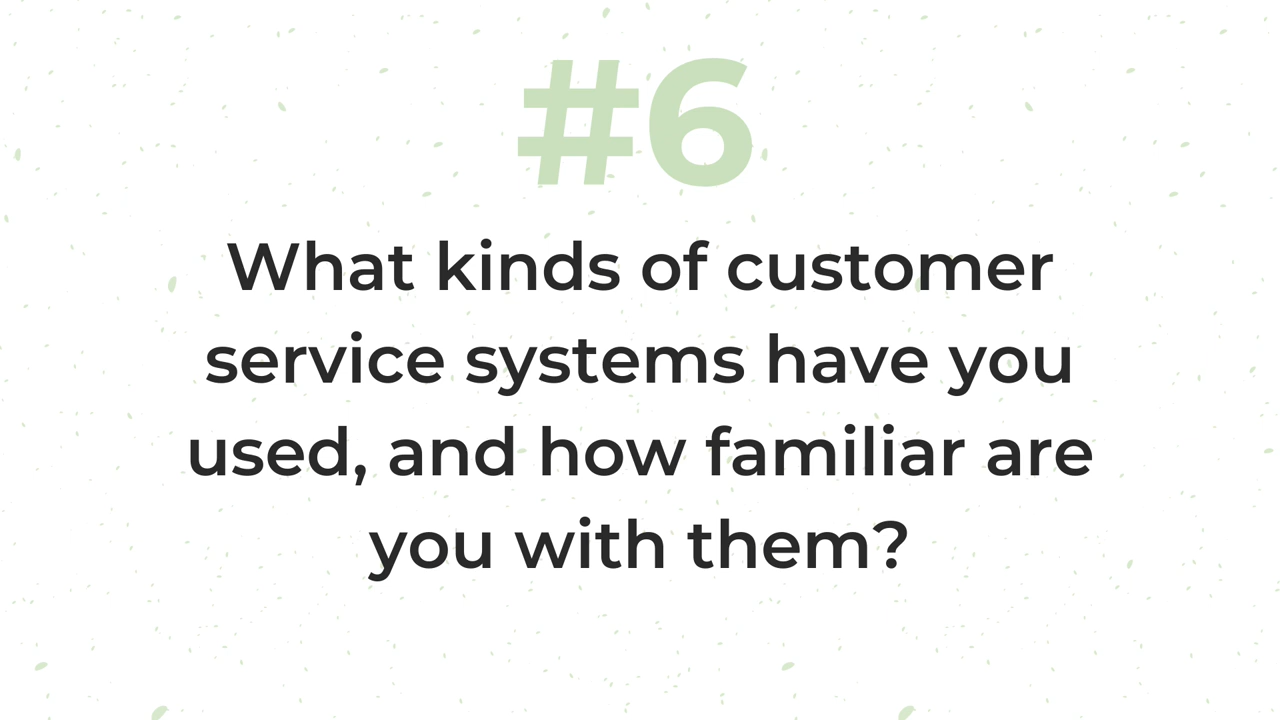 #6
What kinds of customer
service systems have you
used, and how familiar are
you with them?